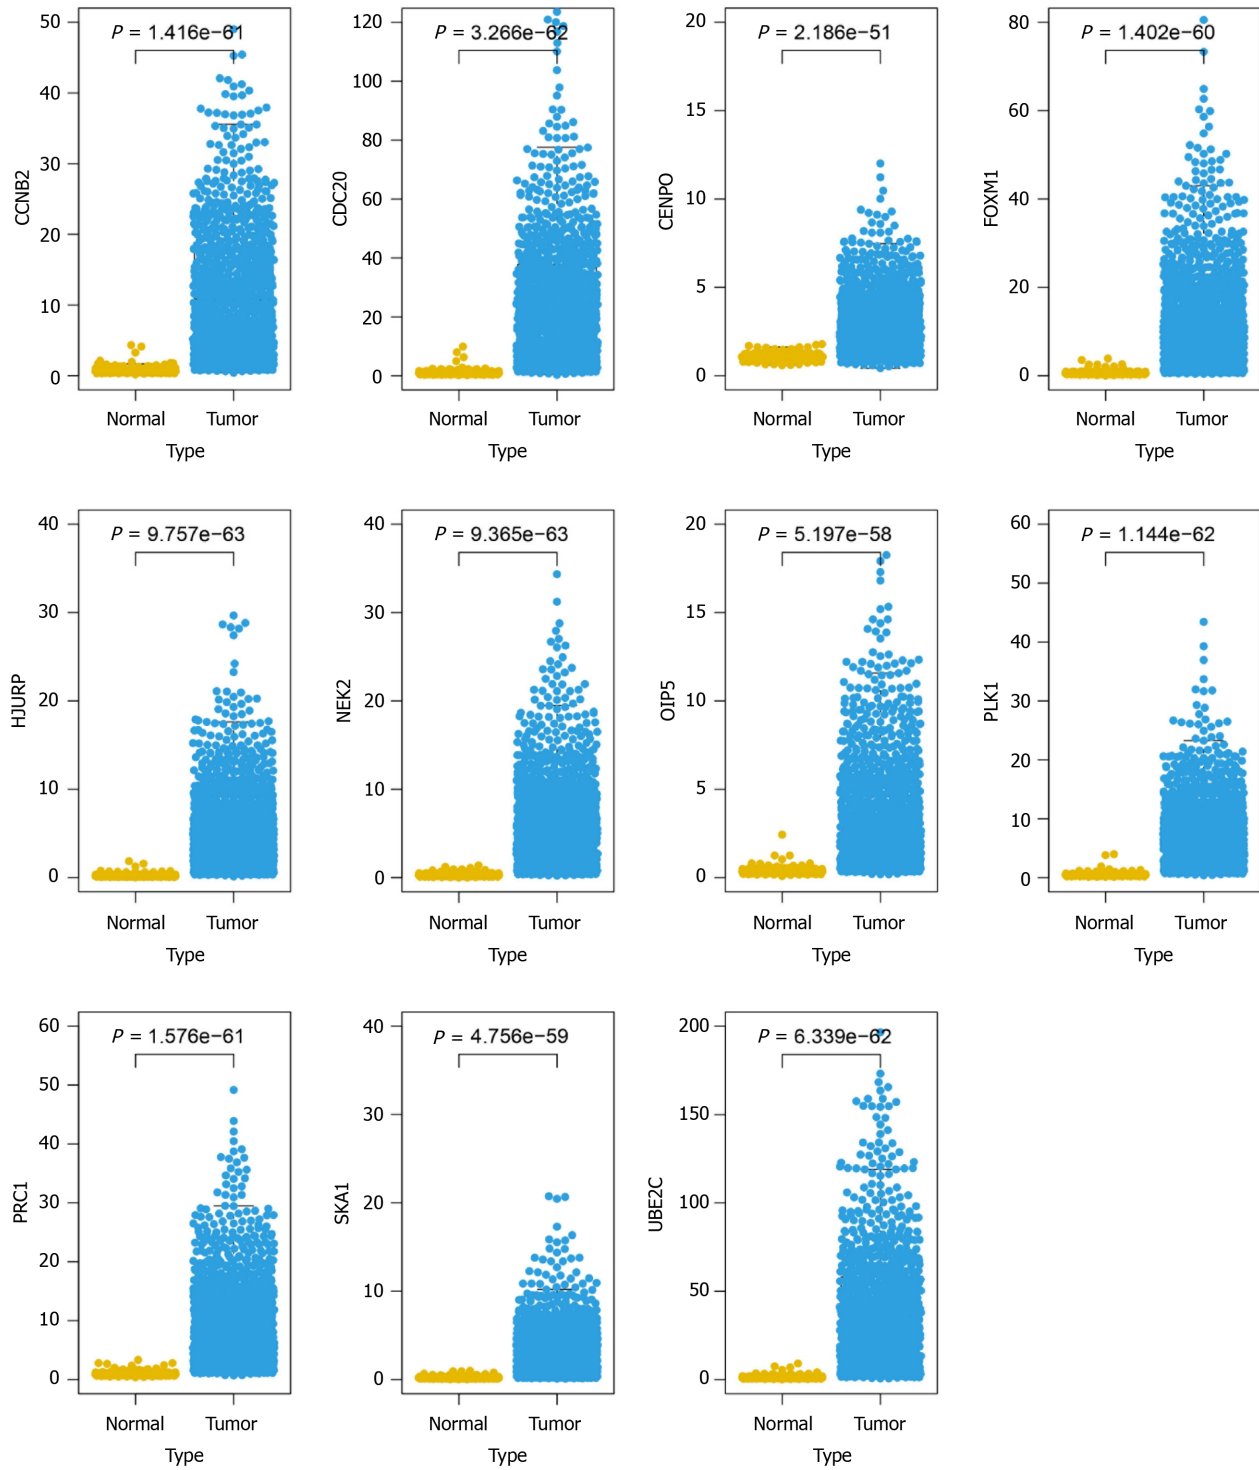 CCNB2
P = 1.416e−61
50
40
30
20
10
0
Normal Tumor
Type
CDC20
P = 3.266e−62
120
100
80
60
40
20
0
Normal Tumor
Type
CENPO
P = 2.186e−51
20
15
10
5
0
Normal Tumor
Type
FOXM1
P = 1.402e−60
80
60
40
20
0
Normal Tumor
Type
HJURP
P = 9.757e−63
40
30
20
10
0
Normal Tumor
Type
NEK2
P = 9.365e−63
40
30
20
10
0
Normal Tumor
Type
OIP5
P = 5.197e−58
20
15
10
5
0
Normal Tumor
Type
PLK1
P = 1.144e−62
60
50
40
30
20
10
0
Normal Tumor
Type
PRC1
P = 1.576e−61
60
50
40
30
20
10
0
Normal Tumor
Type
SKA1
P = 4.756e−59
40
30
20
10
0
Normal Tumor
Type
UBE2C
P = 6.339e−62
200
150
100
50
0
Normal Tumor
Type